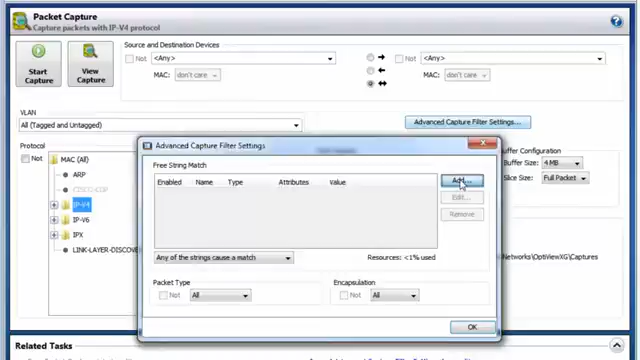 Packet Capture
Capture packets with IP-V4 protocol
Start Capture
View Capture
Source and Destination Devices
Not <Any>
MAC: don't care
Not <Any>
MAC: don't care
VLAN
All (Tagged and Untagged)
Advanced Capture Filter Settings...
Protocol
Not
MAC (All)
ARP
IP-V4
IP-V6
IPX
LINK-LAYER-DISCOVE
uffer Configuration
Buffer Size: 4 MB
Slice Size: Full Packet
Networks\OptiViewXG\Captures
Advanced Capture Filter Settings
Free String Match
Enabled Name Type Attributes Value
Add...
Edit...
Remove
Any of the strings cause a match
Resources: <1% used
Packet Type
Not All
Encapsulation
Not All
OK
Related Tasks